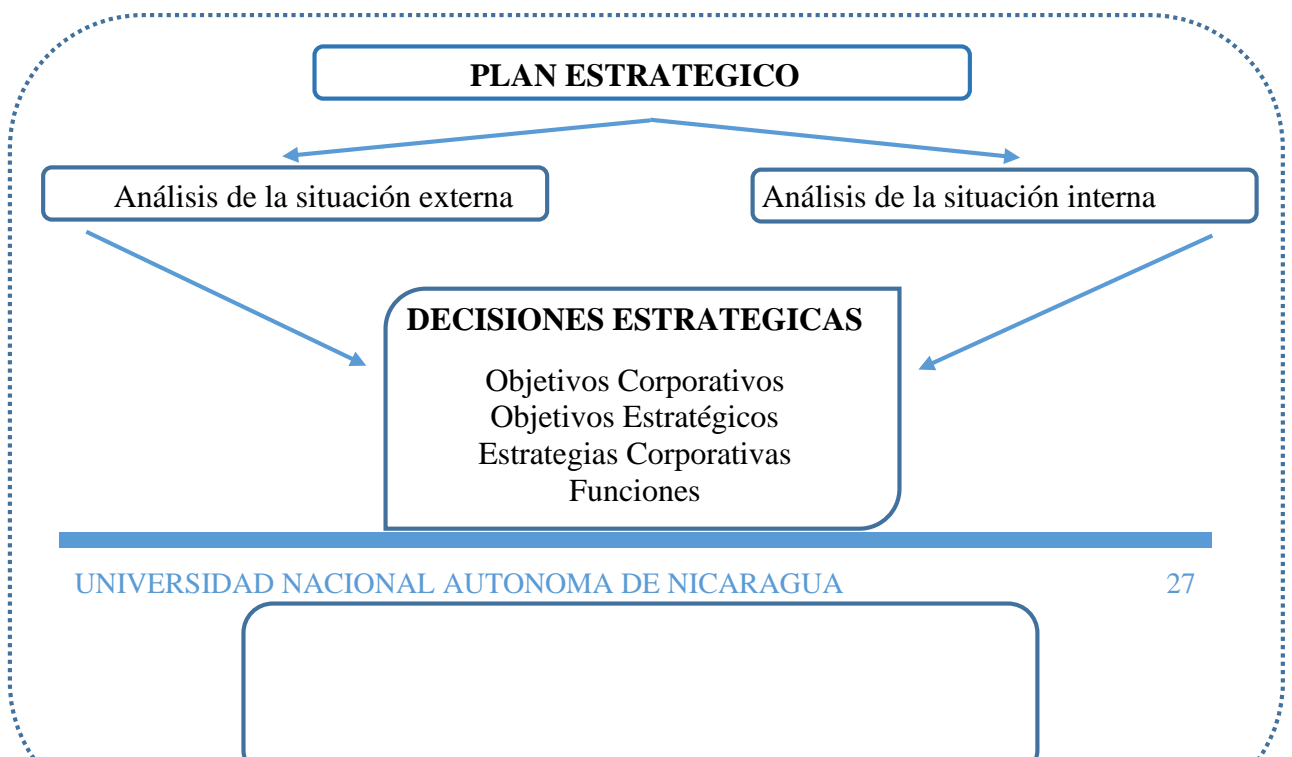 PLAN ESTRATEGICO
Análisis de la situación externa
Análisis de la situación interna
DECISIONES ESTRATEGICAS
Objetivos Corporativos
Objetivos Estratégicos
Estrategias Corporativas
Funciones
UNIVERSIDAD NACIONAL AUTONOMA DE NICARAGUA 27